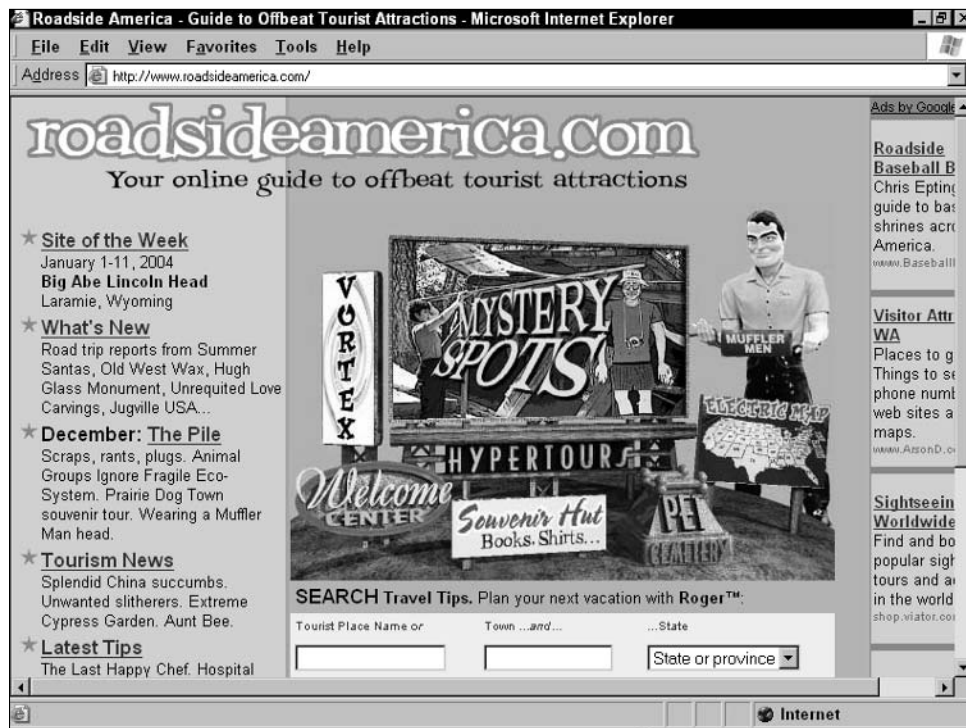 Roadside America - Guide to Offbeat Tourist Attractions - Microsoft Internet Explorer
File Edit View Favorites Tools Help
Address http://www.roadsideamerica.com/
roadsideamerica.com
Your online guide to offbeat tourist attractions
Site of the Week
January 1-11, 2004
Big Abe Lincoln Head
Laramie, Wyoming
What's New
Road trip reports from Summer
Santas, Old West Wax, Hugh
Glass Monument, Unrequited Love
Carvings, Jugville USA...
December: The Pile
Scraps, rants, plugs. Animal
Groups Ignore Fragile Eco-
System. Prairie Dog Town
souvenir tour. Wearing a Muffler
Man head.
Tourism News
Splendid China succumbs.
Unwanted slitherers. Extreme
Cypress Garden. Aunt Bee.
Latest Tips
The Last Happy Chef. Hospital
VORTEX
MYSTERY
SPOTS
MUFFLER
MEN
ELECTRIC MAP
HYPERTOURS
Welcome
CENTER
Souvenir Hut
Books. Shirts...
PET
CEMETERY
SEARCH Travel Tips. Plan your next vacation with Roger™:
Tourist Place Name or Town ...and... ...State
State or province
Ads by Google
Roadside
Baseball B
Chris Epting
guide to bas
shrines acro
America.
www.Baseball
Visitor Attr
WA
Places to g
Things to se
phone numb
web sites a
maps.
Sightseein
Worldwide
Find and bo
popular sigh
tours and a
in the world
shop.viator.co
Internet